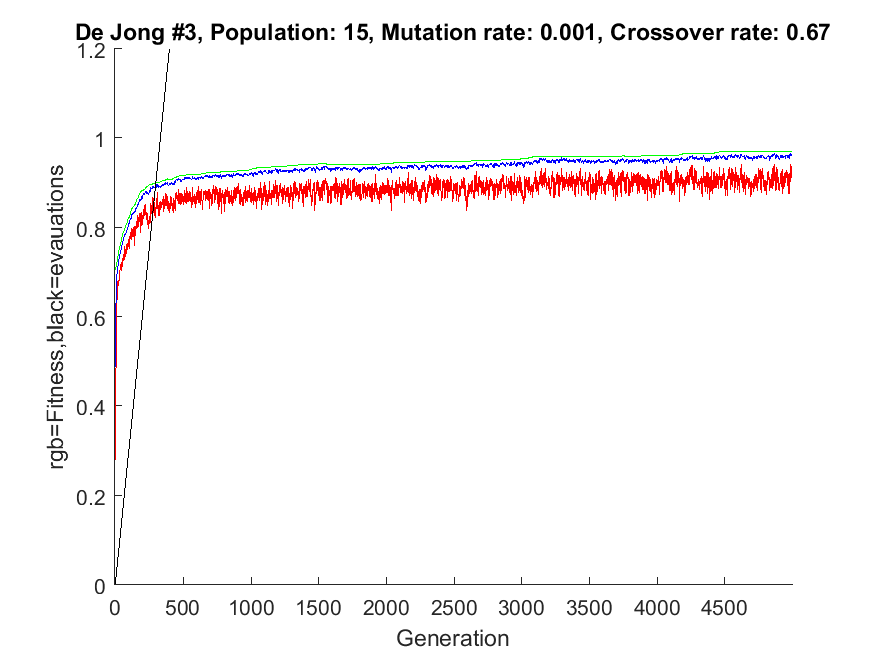 De Jong #3, Population: 15, Mutation rate: 0.001, Crossover rate: 0.67
rgb=Fitness,black=evauations
1.2
1
0.8
0.6
0.4
0.2
0
0 500 1000 1500 2000 2500 3000 3500 4000 4500
Generation